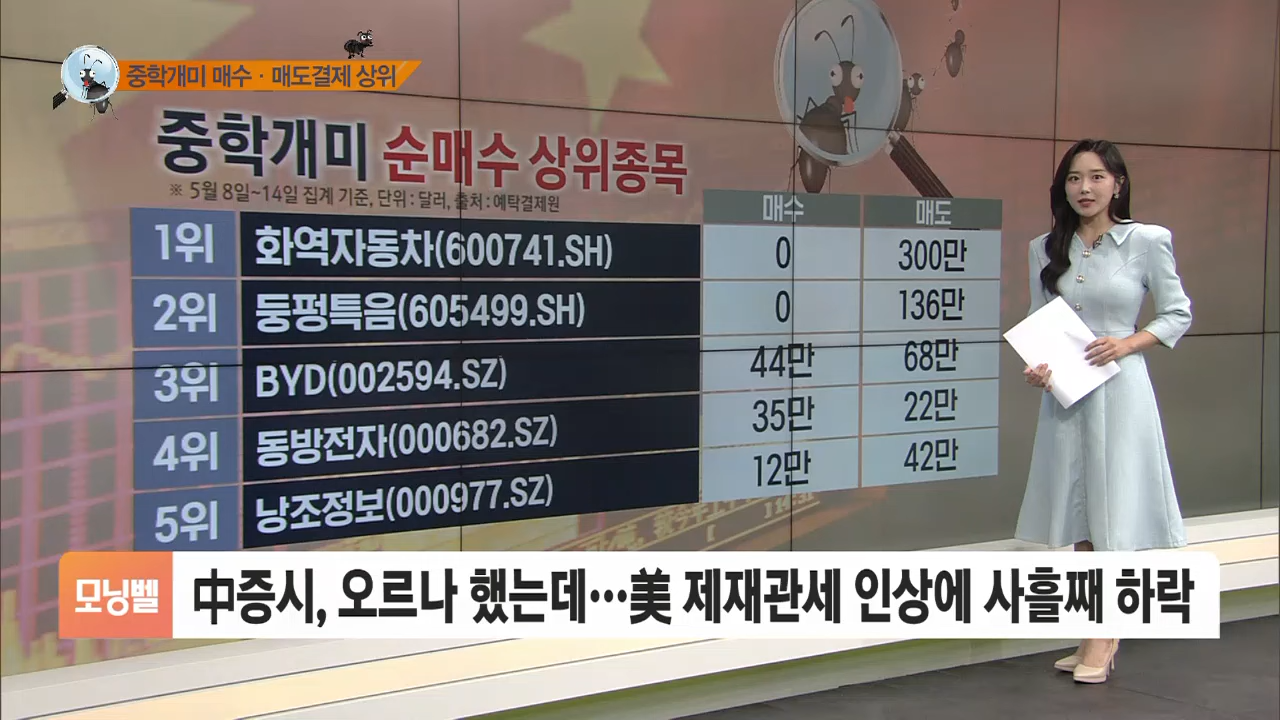 중학개미 매수·매도결제 상위
중학개미 순매수 상위종목
※ 5월 8일~14일 집계 기준, 단위 : 달러, 출처 : 예탁결제원
매수 매도
1위 화역자동차(600741.SH) 0 300만
2위 둥펑특음(605499.SH) 0 136만
3위 BYD(002594.SZ) 44만 68만
4위 동방전자(000682.SZ) 35만 22만
5위 낭조정보(000977.SZ) 12만 42만
모닝벨
中증시, 오르나 했는데…美 제재관세 인상에 사흘째 하락